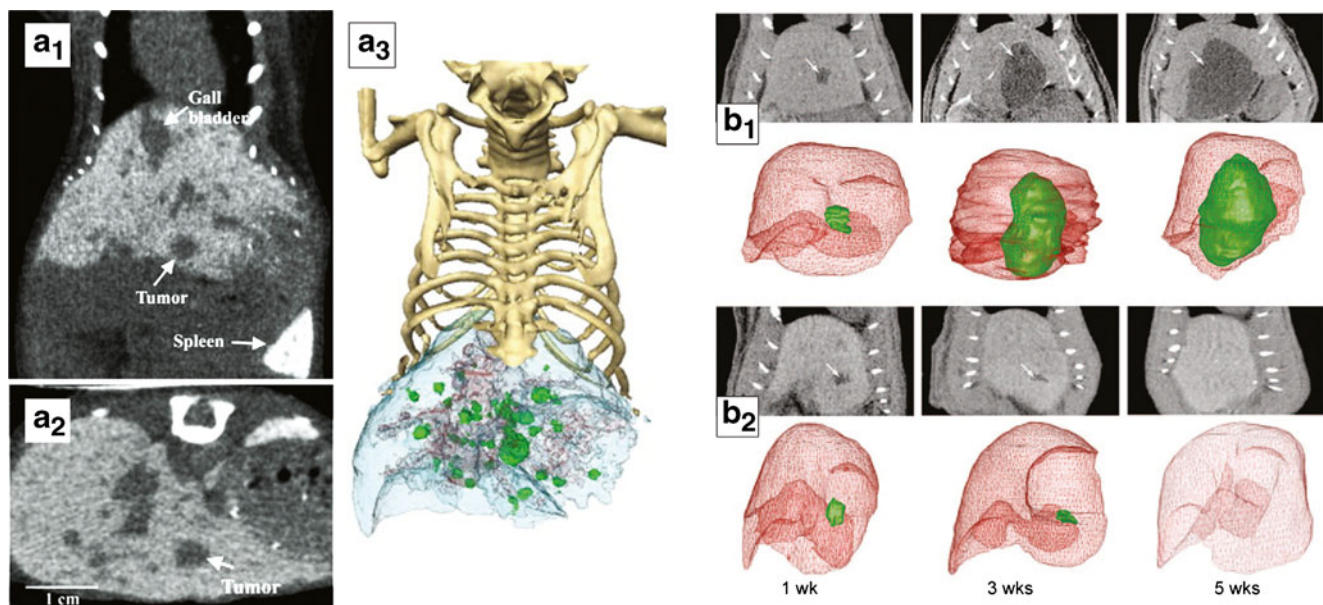 a1
Gall
bladder
Tumor
Spleen
a2
Tumor
1 cm
a3
b1
b2
1 wk
3 wks
5 wks